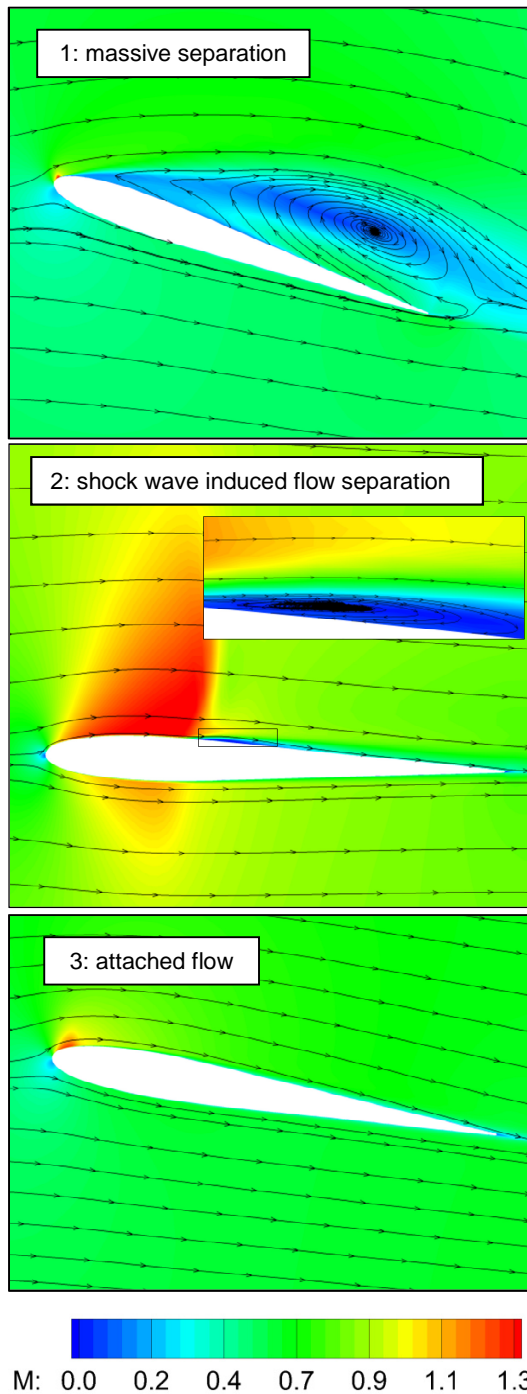 1: massive separation
2: shock wave induced flow separation
3: attached flow
M: 0.0 0.2 0.4 0.7 0.9 1.1 1.3